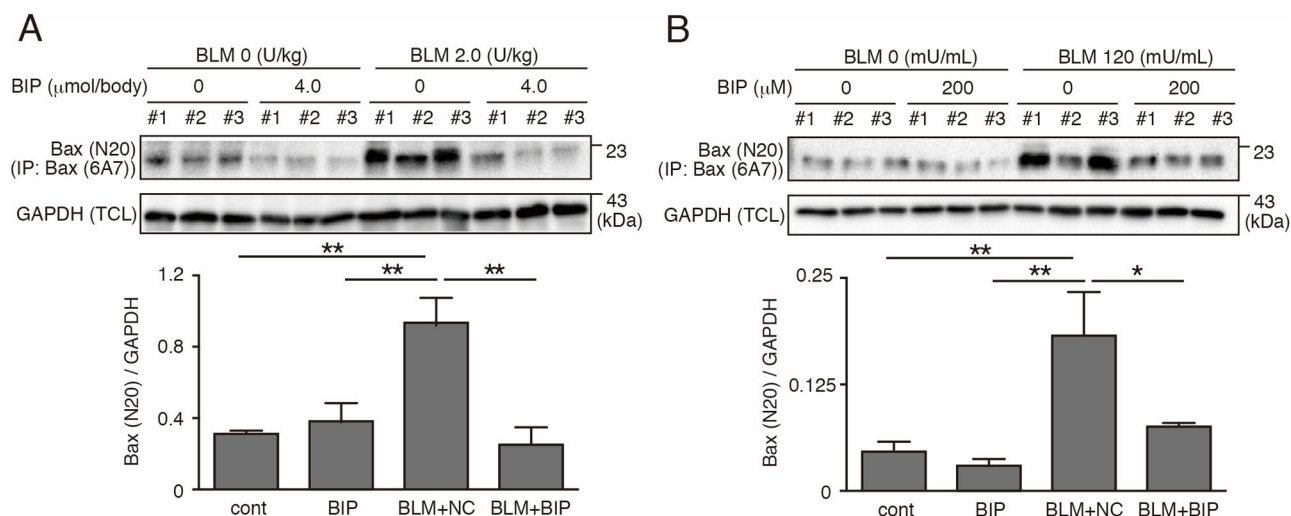 A
BLM 0 (U/kg) BLM 2.0 (U/kg)
BIP (μmol/body) 0 4.0 0 4.0
#1 #2 #3 #1 #2 #3 #1 #2 #3 #1 #2 #3
Bax (N20)
(IP: Bax (6A7))
23
GAPDH (TCL)
43
(kDa)
**
** **
1.2
0.8
0.4
0
Bax (N20) / GAPDH
cont BIP BLM+NC BLM+BIP
B
BLM 0 (mU/mL) BLM 120 (mU/mL)
BIP (μM) 0 200 0 200
#1 #2 #3 #1 #2 #3 #1 #2 #3 #1 #2 #3
Bax (N20)
(IP: Bax (6A7))
23
GAPDH (TCL)
43
(kDa)
**
** *
0.25
0.125
0
Bax (N20) / GAPDH
cont BIP BLM+NC BLM+BIP